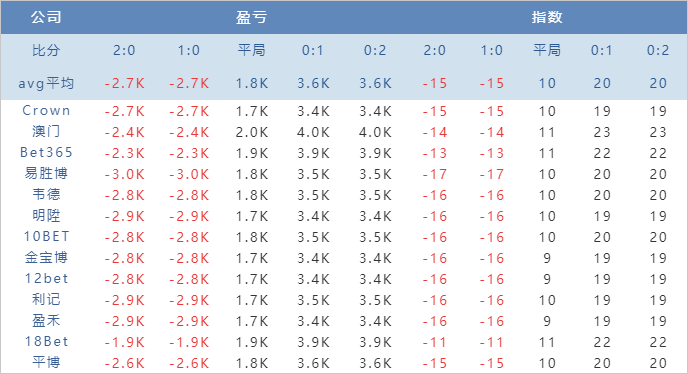 公司 盈亏 指数
比分 2:0 1:0 平局 0:1 0:2 2:0 1:0 平局 0:1 0:2
avg平均 -2.7K -2.7K 1.8K 3.6K 3.6K -15 -15 10 20 20
Crown -2.7K -2.7K 1.7K 3.4K 3.4K -15 -15 10 19 19
澳门 -2.4K -2.4K 2.0K 4.0K 4.0K -14 -14 11 23 23
Bet365 -2.3K -2.3K 1.9K 3.9K 3.9K -13 -13 11 22 22
易胜博 -3.0K -3.0K 1.8K 3.5K 3.5K -17 -17 10 20 20
韦德 -2.8K -2.8K 1.8K 3.5K 3.5K -16 -16 10 20 20
明陞 -2.9K -2.9K 1.7K 3.4K 3.4K -16 -16 10 19 19
10BET -2.8K -2.8K 1.8K 3.5K 3.5K -16 -16 10 20 20
金宝博 -2.8K -2.8K 1.7K 3.4K 3.4K -16 -16 9 19 19
12bet -2.8K -2.8K 1.7K 3.4K 3.4K -16 -16 9 19 19
利记 -2.9K -2.9K 1.7K 3.5K 3.5K -16 -16 10 19 19
盈禾 -2.9K -2.9K 1.7K 3.4K 3.4K -16 -16 9 19 19
18Bet -1.9K -1.9K 1.9K 3.9K 3.9K -11 -11 11 22 22
平博 -2.6K -2.6K 1.8K 3.6K 3.6K -15 -15 10 20 20